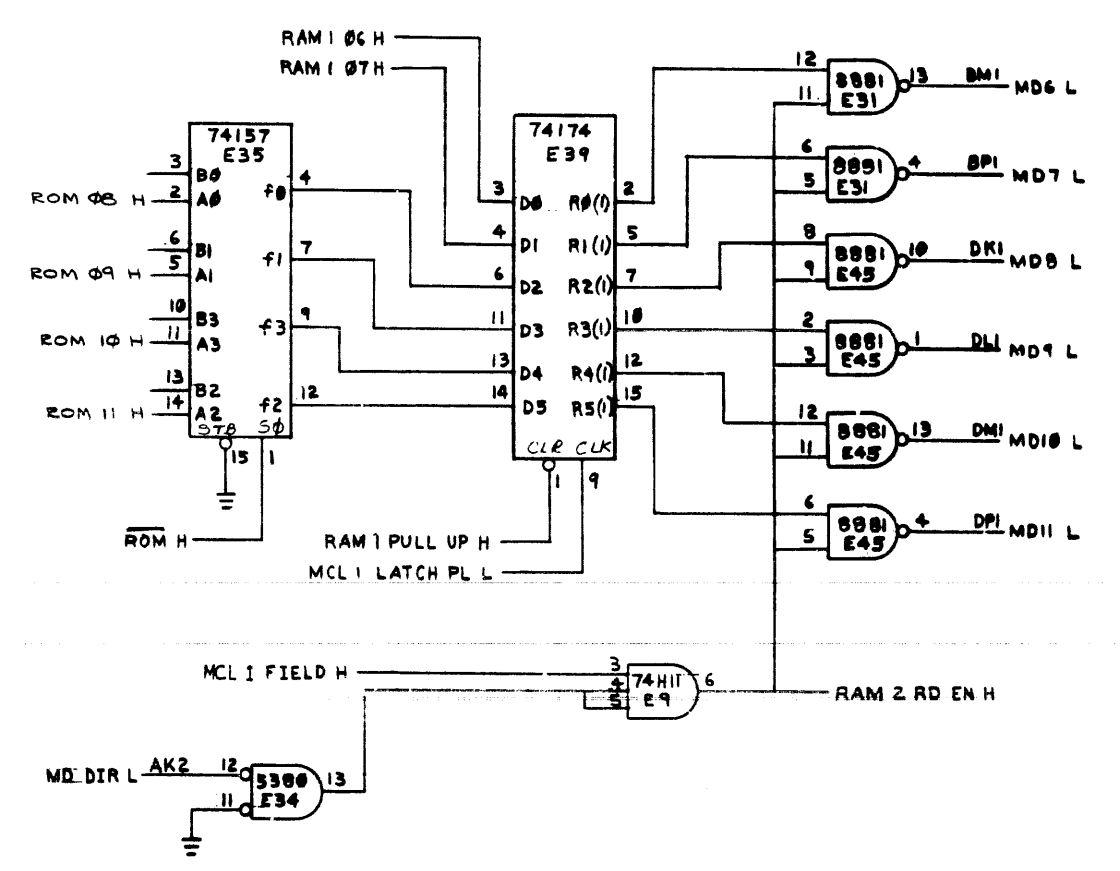 RAM 1 Ø6 H
RAM 1 Ø7 H
12
8881
E31
13
BM1
MD6 L
11
74157
E35
74174
E39
3
BØ
ROM Ø8 H
2
AØ
fØ
4
3
DØ
RØ(1)
2
6
8881
E31
4
BP1
MD7 L
5
6
B1
ROM Ø9 H
5
A1
f1
7
4
D1
R1(1)
5
8
8881
E45
10
DK1
MD8 L
9
6
D2
R2(1)
7
10
B3
ROM 1Ø H
11
A3
f3
9
11
D3
R3(1)
1Ø
2
8881
E45
1
DL1
MD9 L
3
13
B2
ROM 11 H
14
A2
f2
12
13
D4
R4(1)
12
14
D5
R5(1)
15
12
8881
E45
13
DM1
MD1Ø L
11
STB
SØ
15
1
CLR
CLK
1
9
6
8881
E45
4
DP1
MD11 L
5
ROM H
RAM 1 PULL UP H
MCL 1 LATCH PL L
MCL 1 FIELD H
3
4
5
74H11
E9
6
RAM 2 RD EN H
MD DIR L
AK2
12
5380
E34
13
11